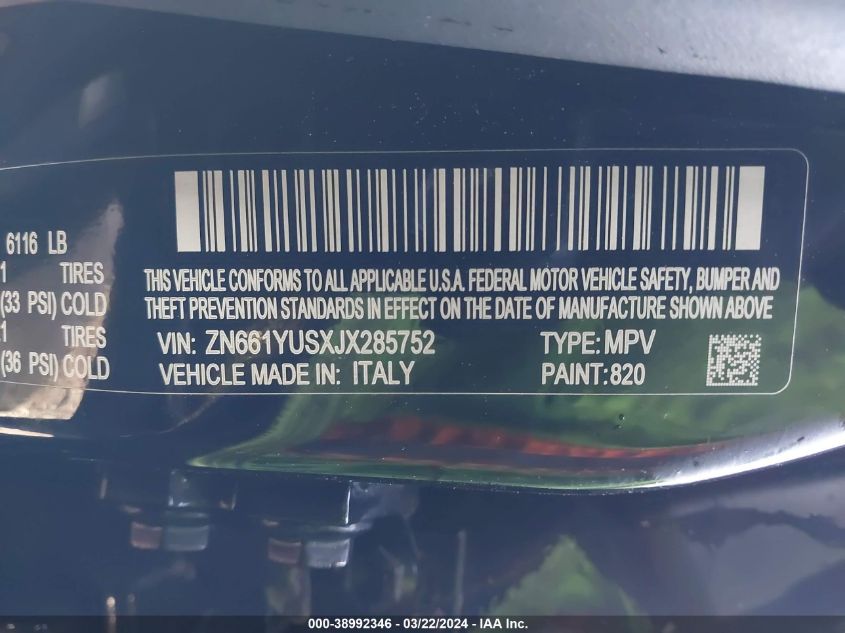 6116 LB
1 TIRES
(33 PSI) COLD
1 TIRES
(36 PSI) COLD
THIS VEHICLE CONFORMS TO ALL APPLICABLE U.S.A. FEDERAL MOTOR VEHICLE SAFETY, BUMPER AND
THEFT PREVENTION STANDARDS IN EFFECT ON THE DATE OF MANUFACTURE SHOWN ABOVE
VIN: ZN661YUSXJX285752 TYPE: MPV
VEHICLE MADE IN: ITALY PAINT: 820
000-38992346 - 03/22/2024 - IAA Inc.